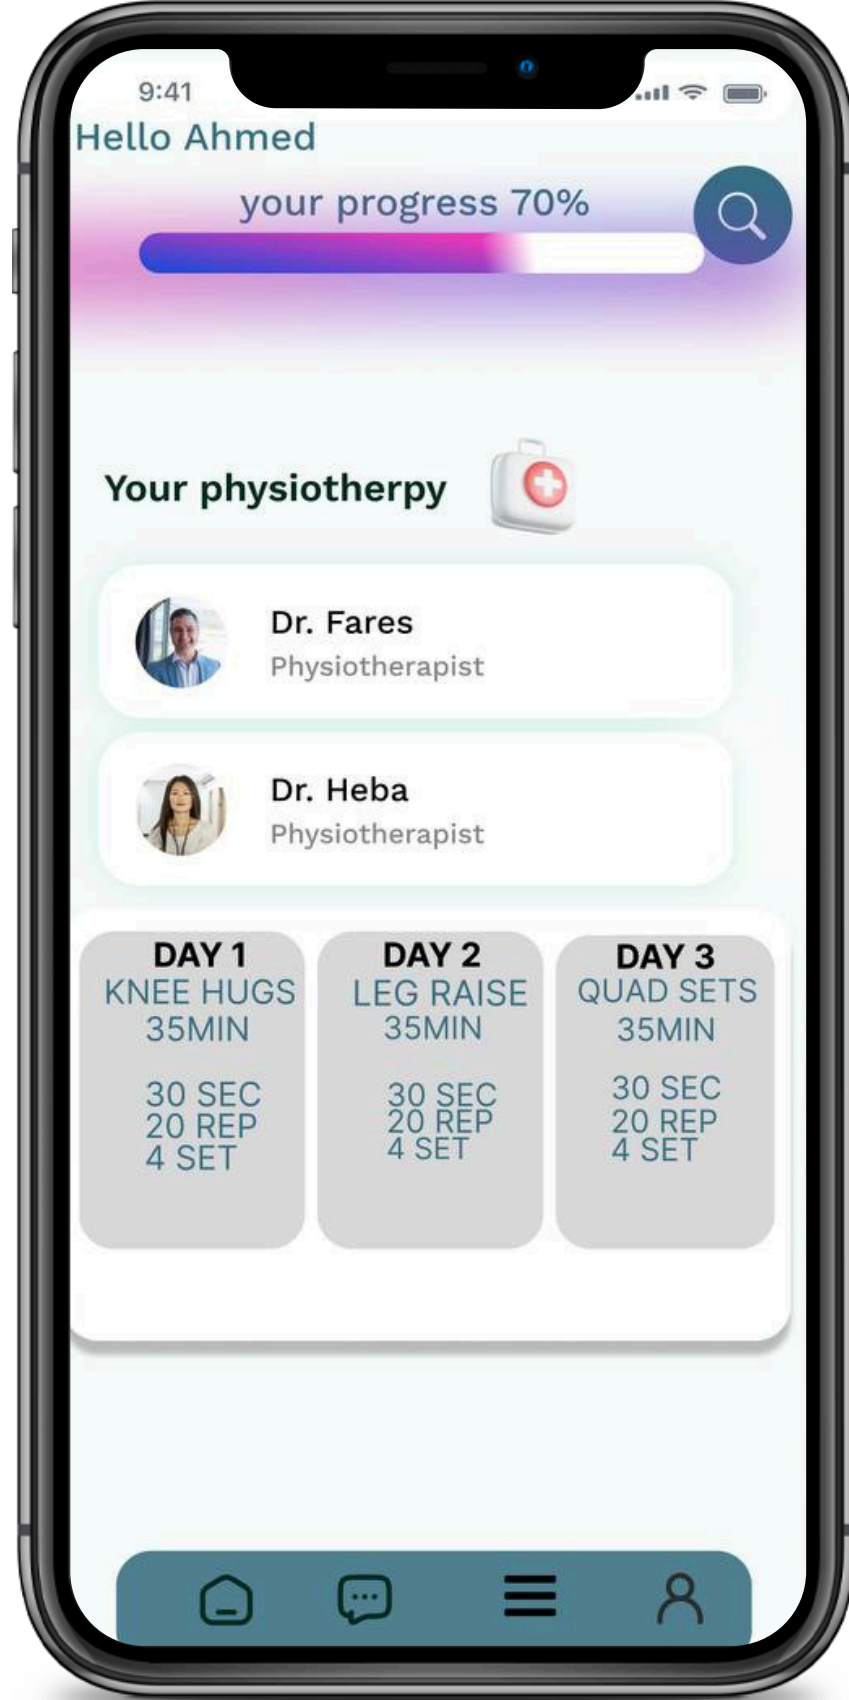 9:41
Hello Ahmed
your progress 70%
Your physiotherpy
Dr. Fares
Physiotherapist
Dr. Heba
Physiotherapist
DAY 1
KNEE HUGS
35MIN
30 SEC
20 REP
4 SET
DAY 2
LEG RAISE
35MIN
30 SEC
20 REP
4 SET
DAY 3
QUAD SETS
35MIN
30 SEC
20 REP
4 SET